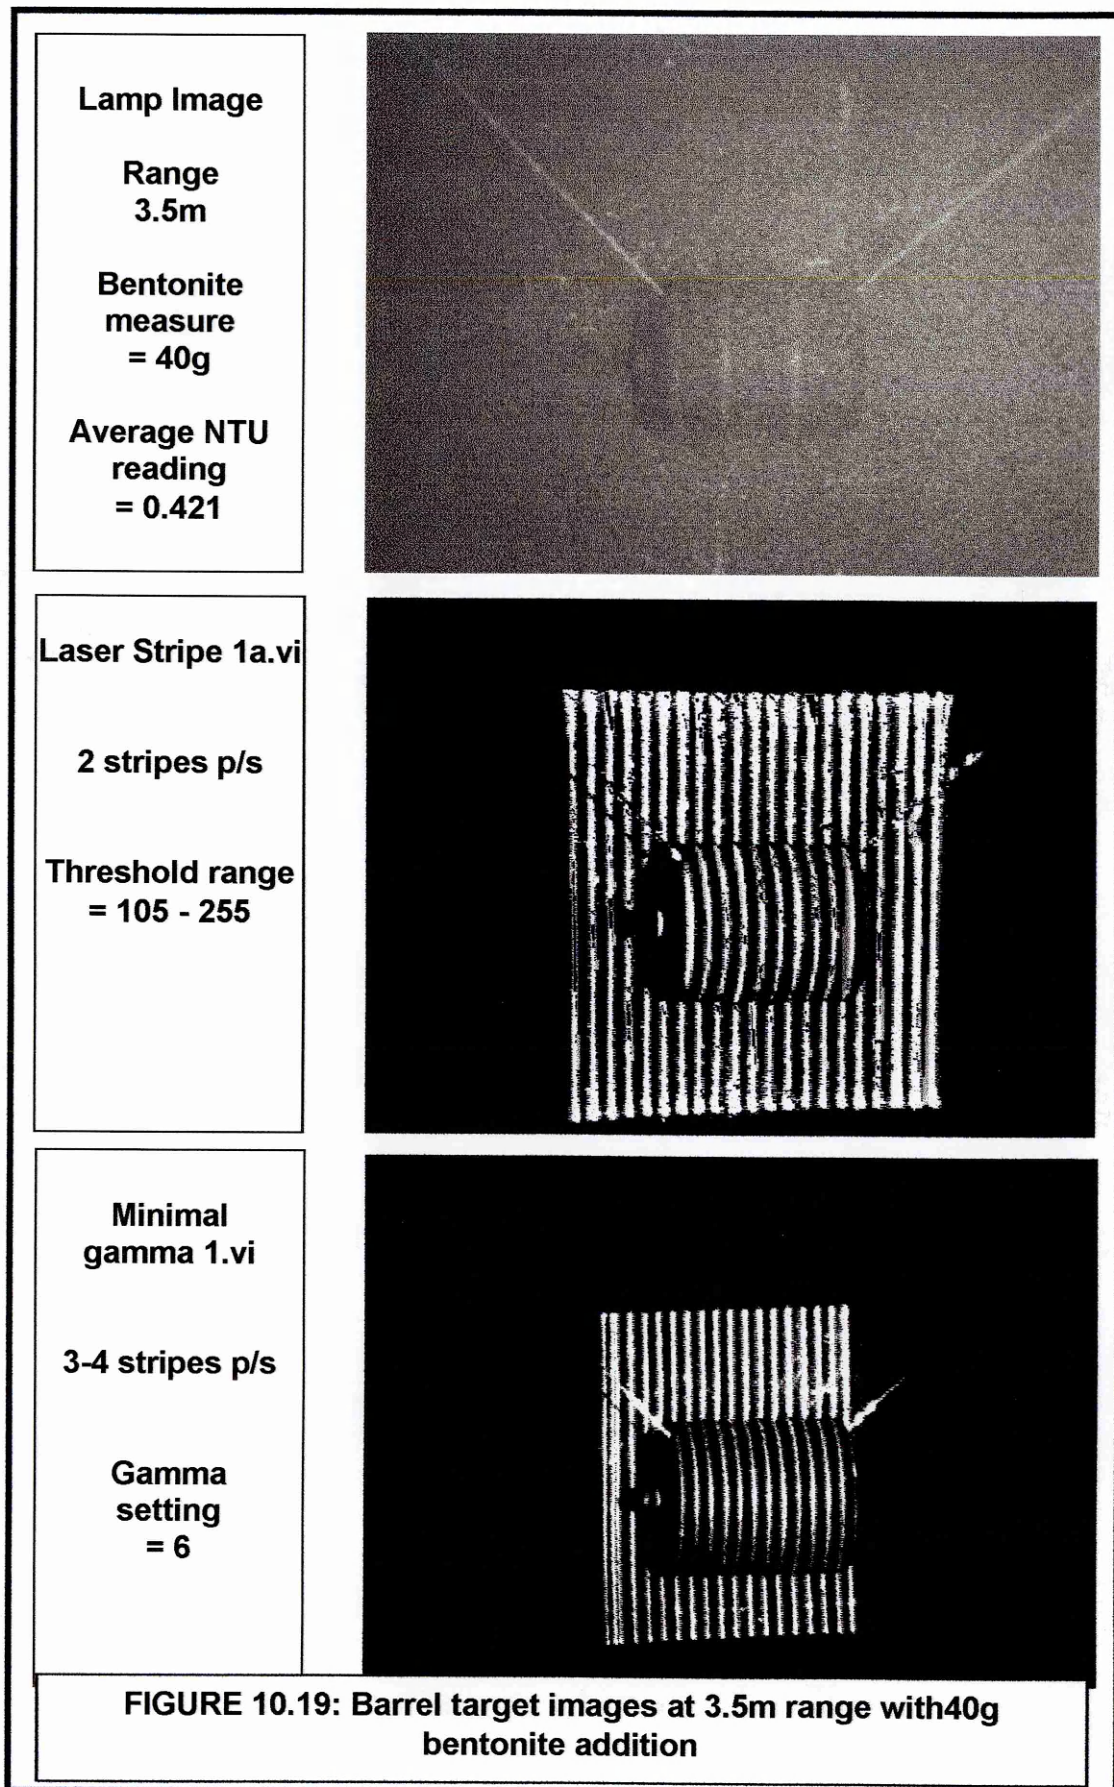 Lamp Image
Range
3.5m
Bentonite
measure
= 40g
Average NTU
reading
= 0.421
Laser Stripe 1a.vi
2 stripes p/s
Threshold range
= 105 - 255
Minimal
gamma 1.vi
3-4 stripes p/s
Gamma
setting
= 6
FIGURE 10.19: Barrel target images at 3.5m range with40g
bentonite addition